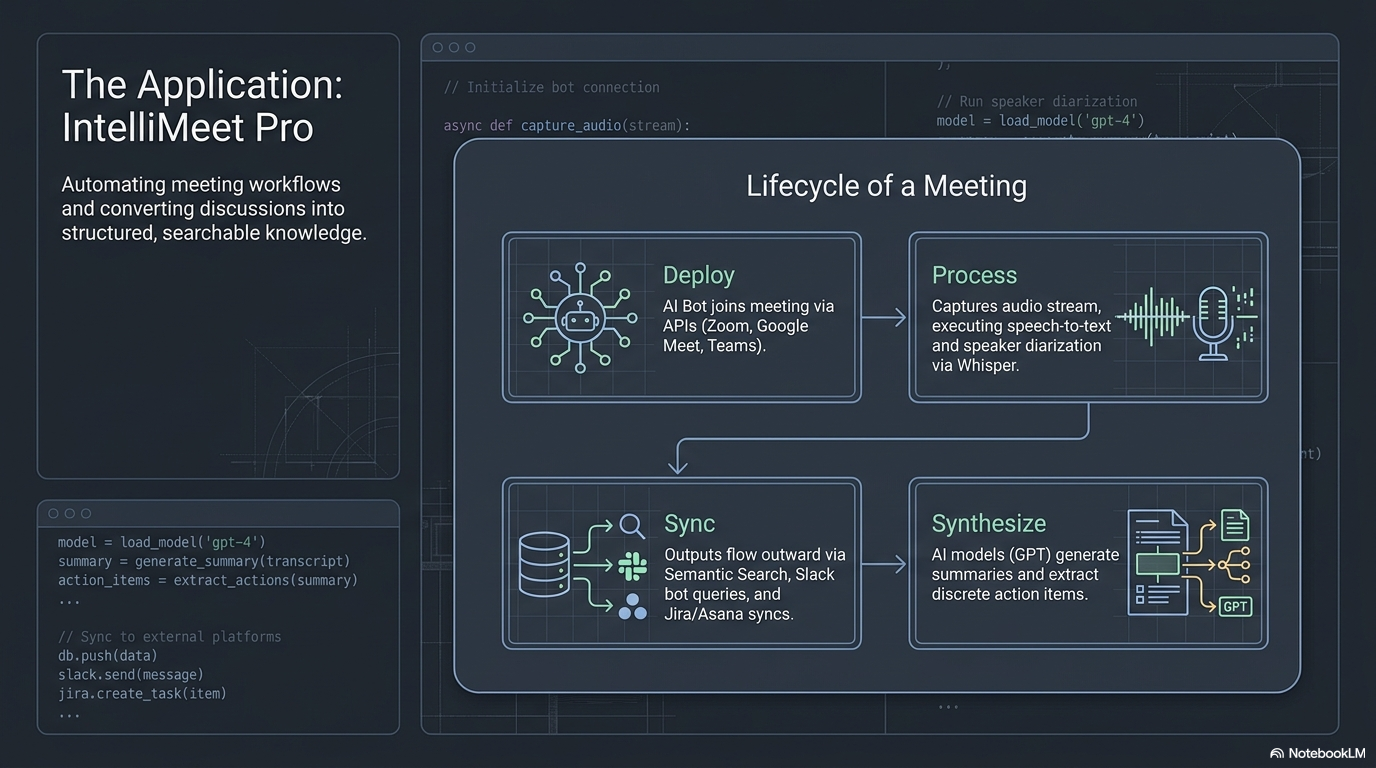 The Application:
IntelliMeet Pro
Automating meeting workflows
and converting discussions into
structured, searchable knowledge.
model = load_model('gpt-4')
summary = generate_summary(transcript)
action_items = extract_actions(summary)
...
// Sync to external platforms
db.push(data)
slack.send(message)
jira.create_task(item)
...
// Initialize bot connection
async def capture_audio(stream):
},
// Run speaker diarization
model = load_model('gpt-4')
Lifecycle of a Meeting
Deploy
AI Bot joins meeting via
APIs (Zoom, Google
Meet, Teams).
Process
Captures audio stream,
executing speech-to-text
and speaker diarization
via Whisper.
Sync
Outputs flow outward via
Semantic Search, Slack
bot queries, and
Jira/Asana syncs.
Synthesize
AI models (GPT) generate
summaries and extract
discrete action items.
GPT
...
NotebookLM